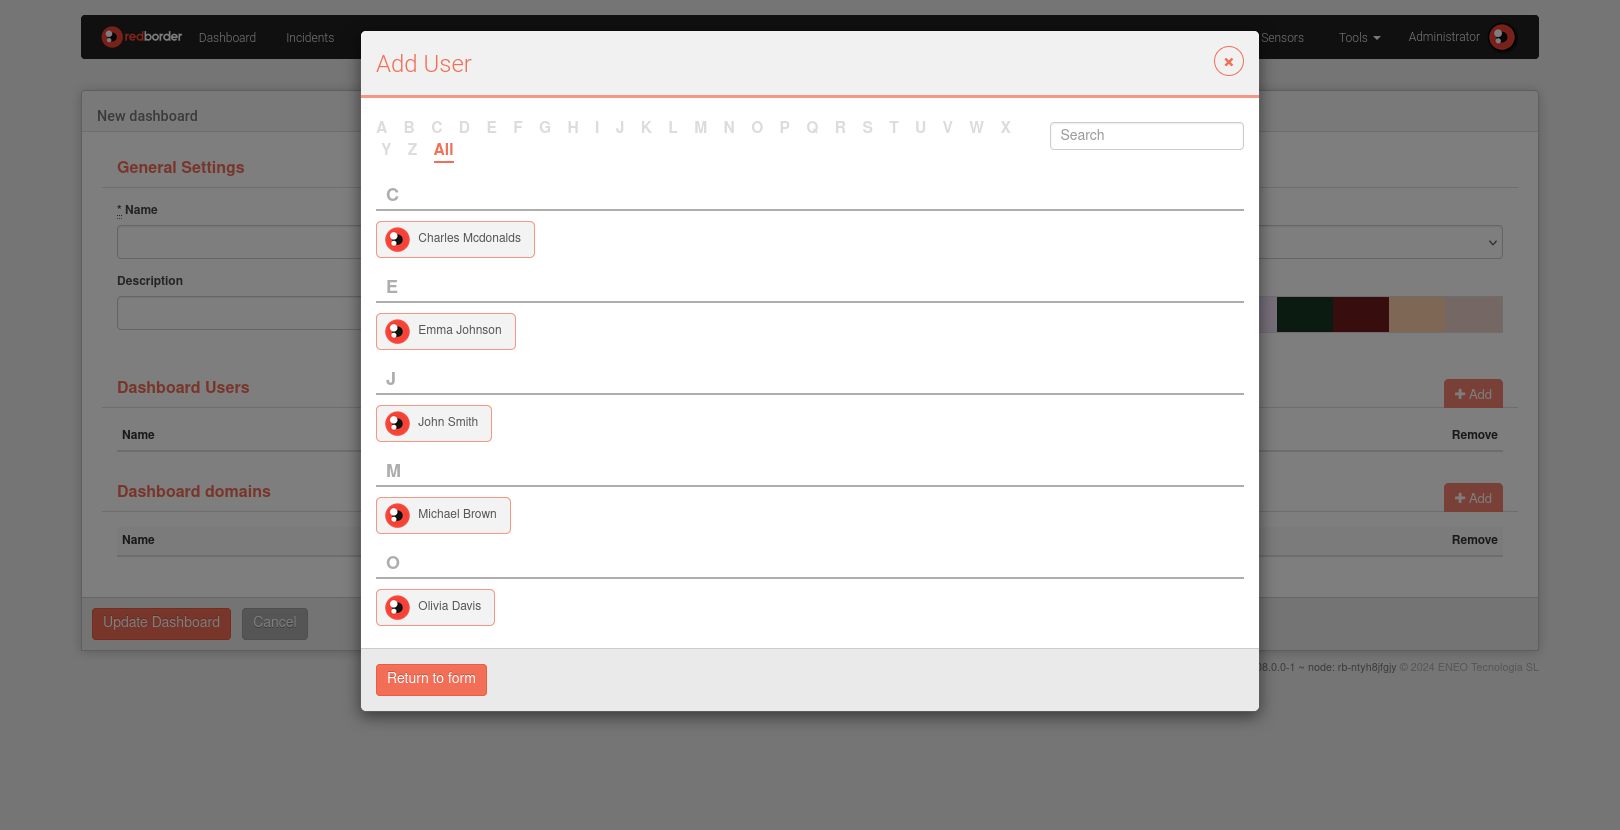 redborder Dashboard Incidents Sensors Tools Administrator
Add User
New dashboard
A B C D E F G H I J K L M N O P Q R S T U V W X
Y Z All
Search
General Settings
C
* Name
Charles Mcdonalds
Description
E
Emma Johnson
J
Dashboard Users
Add
John Smith
Name Remove
M
Dashboard domains
Add
Michael Brown
Name Remove
O
Olivia Davis
Update Dashboard Cancel
8.0.0-1 ~ node: rb-ntyh8jfgjy © 2024 ENEO Tecnologia SL
Return to form